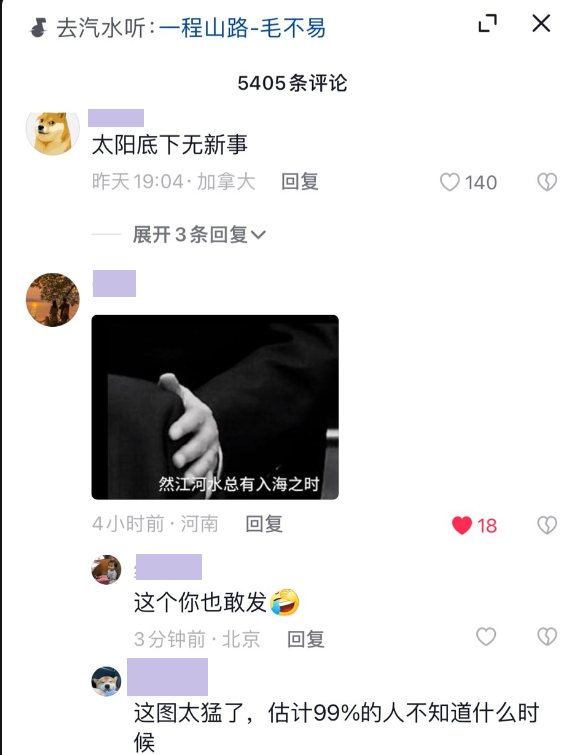 去汽水听：一程山路-毛不易
5405条评论
太阳底下无新事
昨天19:04·加拿大 回复 140
展开3条回复
然江河水总有入海之时
4小时前·河南 回复 18
这个你也敢发🤣
3分钟前·北京 回复
这图太猛了，估计99%的人不知道什么时
候